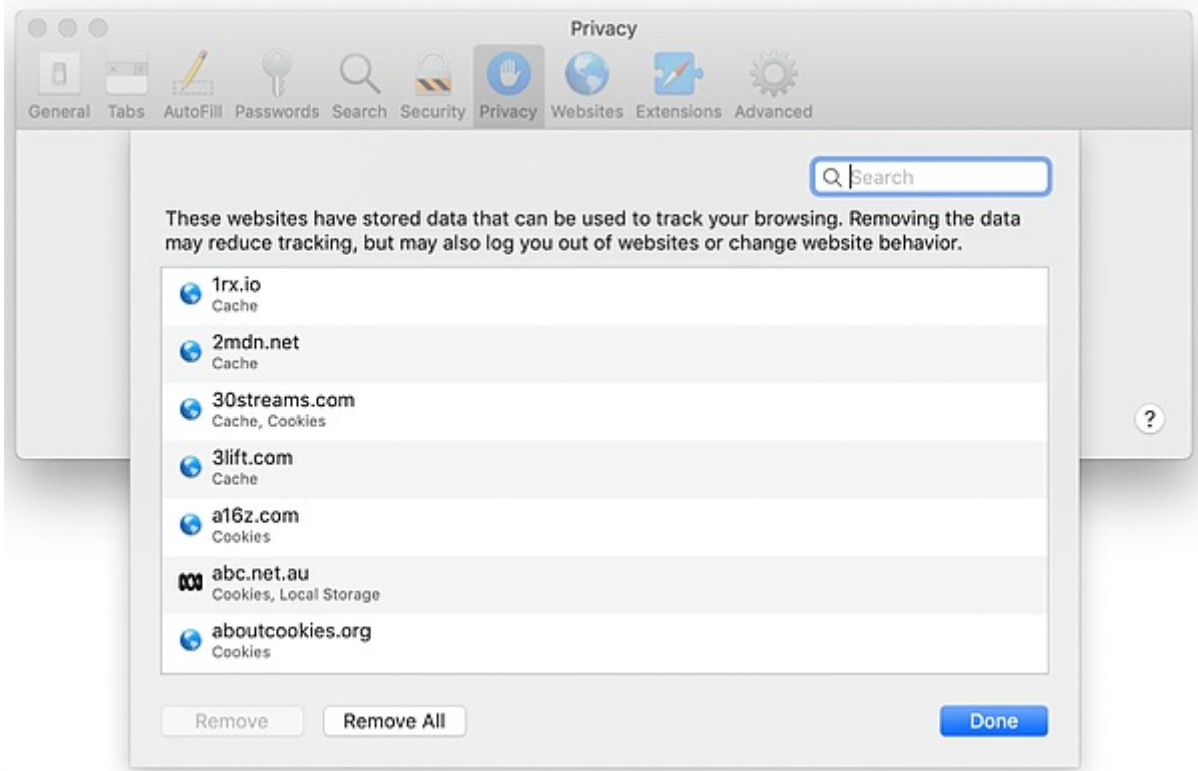 Privacy
General Tabs AutoFill Passwords Search Security Privacy Websites Extensions Advanced
Search
These websites have stored data that can be used to track your browsing. Removing the data
may reduce tracking, but may also log you out of websites or change website behavior.
1rx.io
Cache
2mdn.net
Cache
30streams.com
Cache, Cookies
3lift.com
Cache
a16z.com
Cookies
abc.net.au
Cookies, Local Storage
aboutcookies.org
Cookies
?
Remove Remove All Done